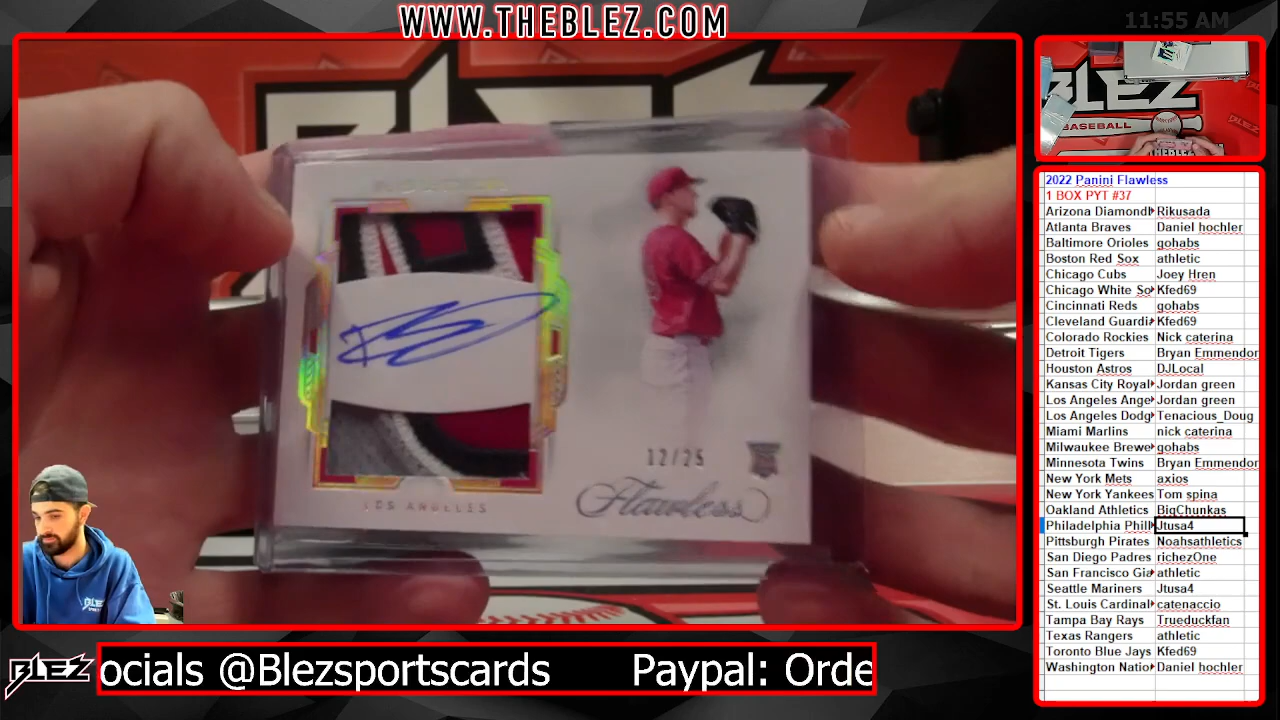 WWW.THEBLEZ.COM
11:55 AM
BLEZ
BASEBALL
12/25
Flawless
LOS ANGELES
2022 Panini Flawless
1 BOX PYT #37
Arizona Diamondl Rikusada
Atlanta Braves Daniel hochler
Baltimore Orioles gohabs
Boston Red Sox athletic
Chicago Cubs Joey Hren
Chicago White So Kfed69
Cincinnati Reds gohabs
Cleveland Guardi Kfed69
Colorado Rockies Nick caterina
Detroit Tigers Bryan Emmendor
Houston Astros DJLocal
Kansas City Royal Jordan green
Los Angeles Ange Jordan green
Los Angeles Dodg Tenacious_Doug
Miami Marlins nick caterina
Milwaukee Brewe gohabs
Minnesota Twins Bryan Emmendor
New York Mets axios
New York Yankees Tom spina
Oakland Athletics BigChunkas
Philadelphia Phill Jtusa4
Pittsburgh Pirates Noahsathletics
San Diego Padres richezOne
San Francisco Gia athletic
Seattle Mariners Jtusa4
St. Louis Cardinal catenaccio
Tampa Bay Rays Trueduckfan
Texas Rangers athletic
Toronto Blue Jays Kfed69
Washington Natio Daniel hochler
BLEZ
BLEZ
ocials @Blezsportscards Paypal: Orde